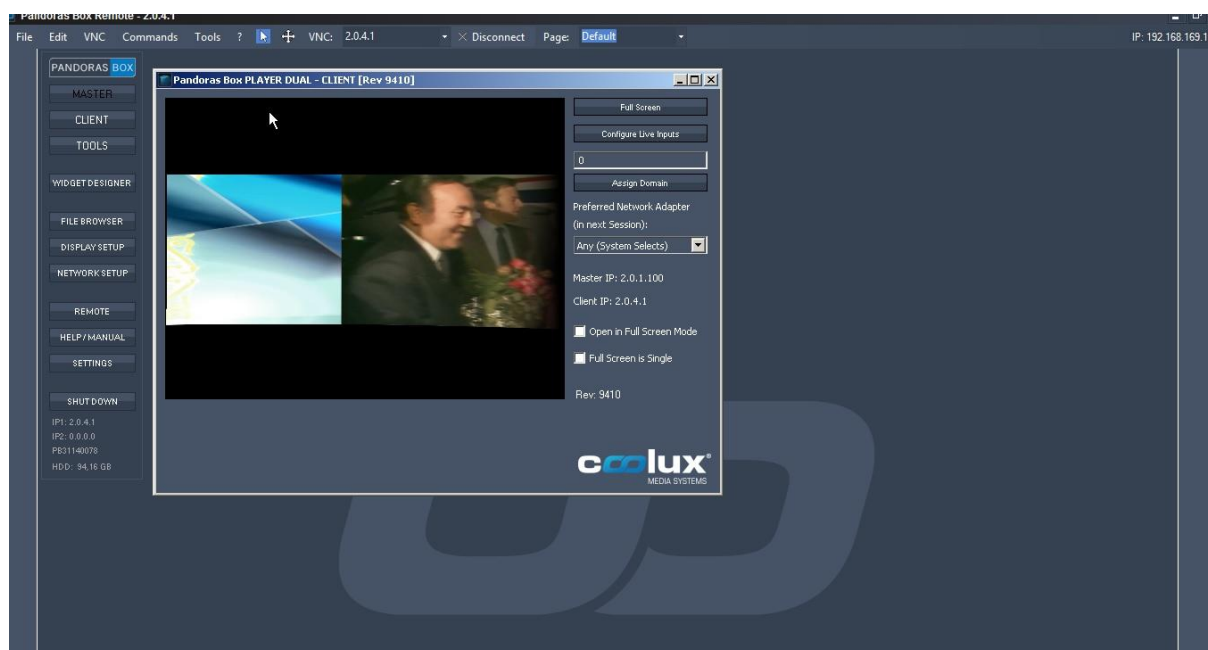 Pandoras Box Remote - 2.0.4.1
File Edit VNC Commands Tools ? VNC: 2.0.4.1 Disconnect Page: Default IP: 192.168.169.1
PANDORAS BOX
MASTER
CLIENT
TOOLS
WIDGET DESIGNER
FILE BROWSER
DISPLAY SETUP
NETWORK SETUP
REMOTE
HELP / MANUAL
SETTINGS
SHUT DOWN
IP1: 2.0.4.1
IP2: 0.0.0.0
PB31140078
HDD: 94,16 GB
Pandoras Box PLAYER DUAL - CLIENT [Rev 9410]
Full Screen
Configure Live Inputs
0
Assign Domain
Preferred Network Adapter
(in next Session):
Any (System Selects)
Master IP: 2.0.1.100
Client IP: 2.0.4.1
Open in Full Screen Mode
Full Screen is Single
Rev: 9410
coolux
MEDIA SYSTEMS